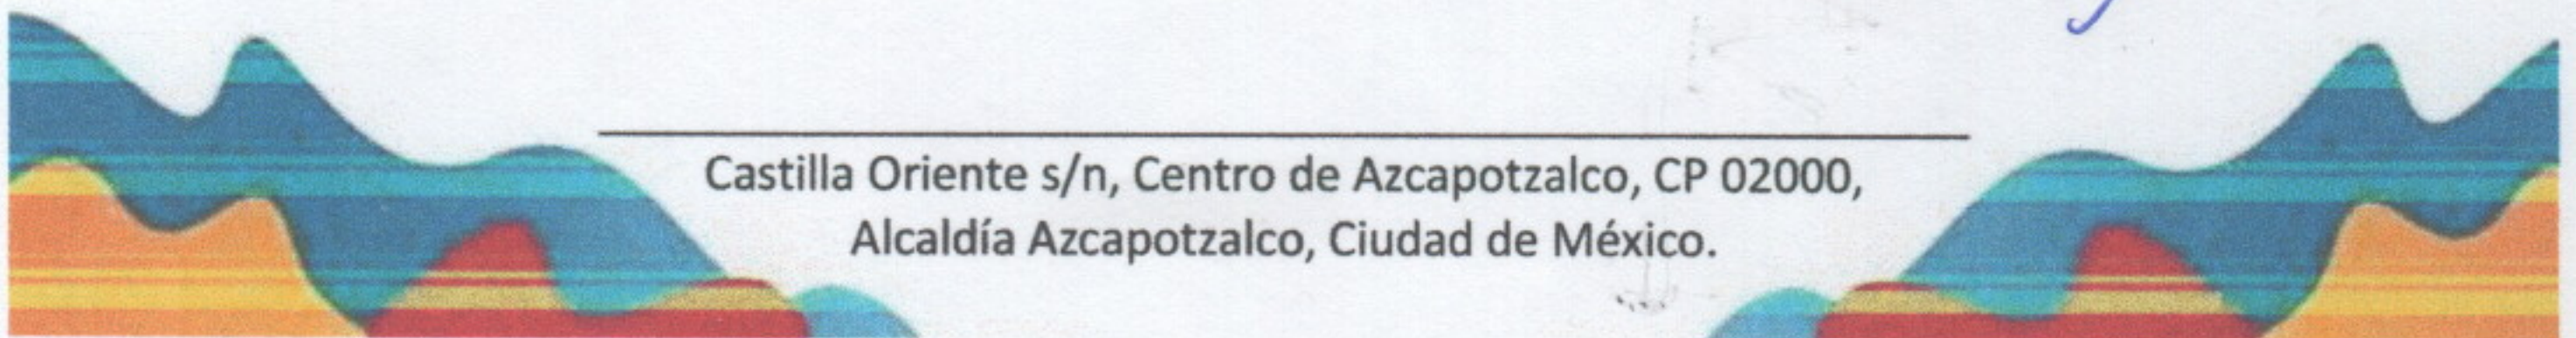 Castilla Oriente s/n, Centro de Azcapotzalco, CP 02000,
Alcaldía Azcapotzalco, Ciudad de México.